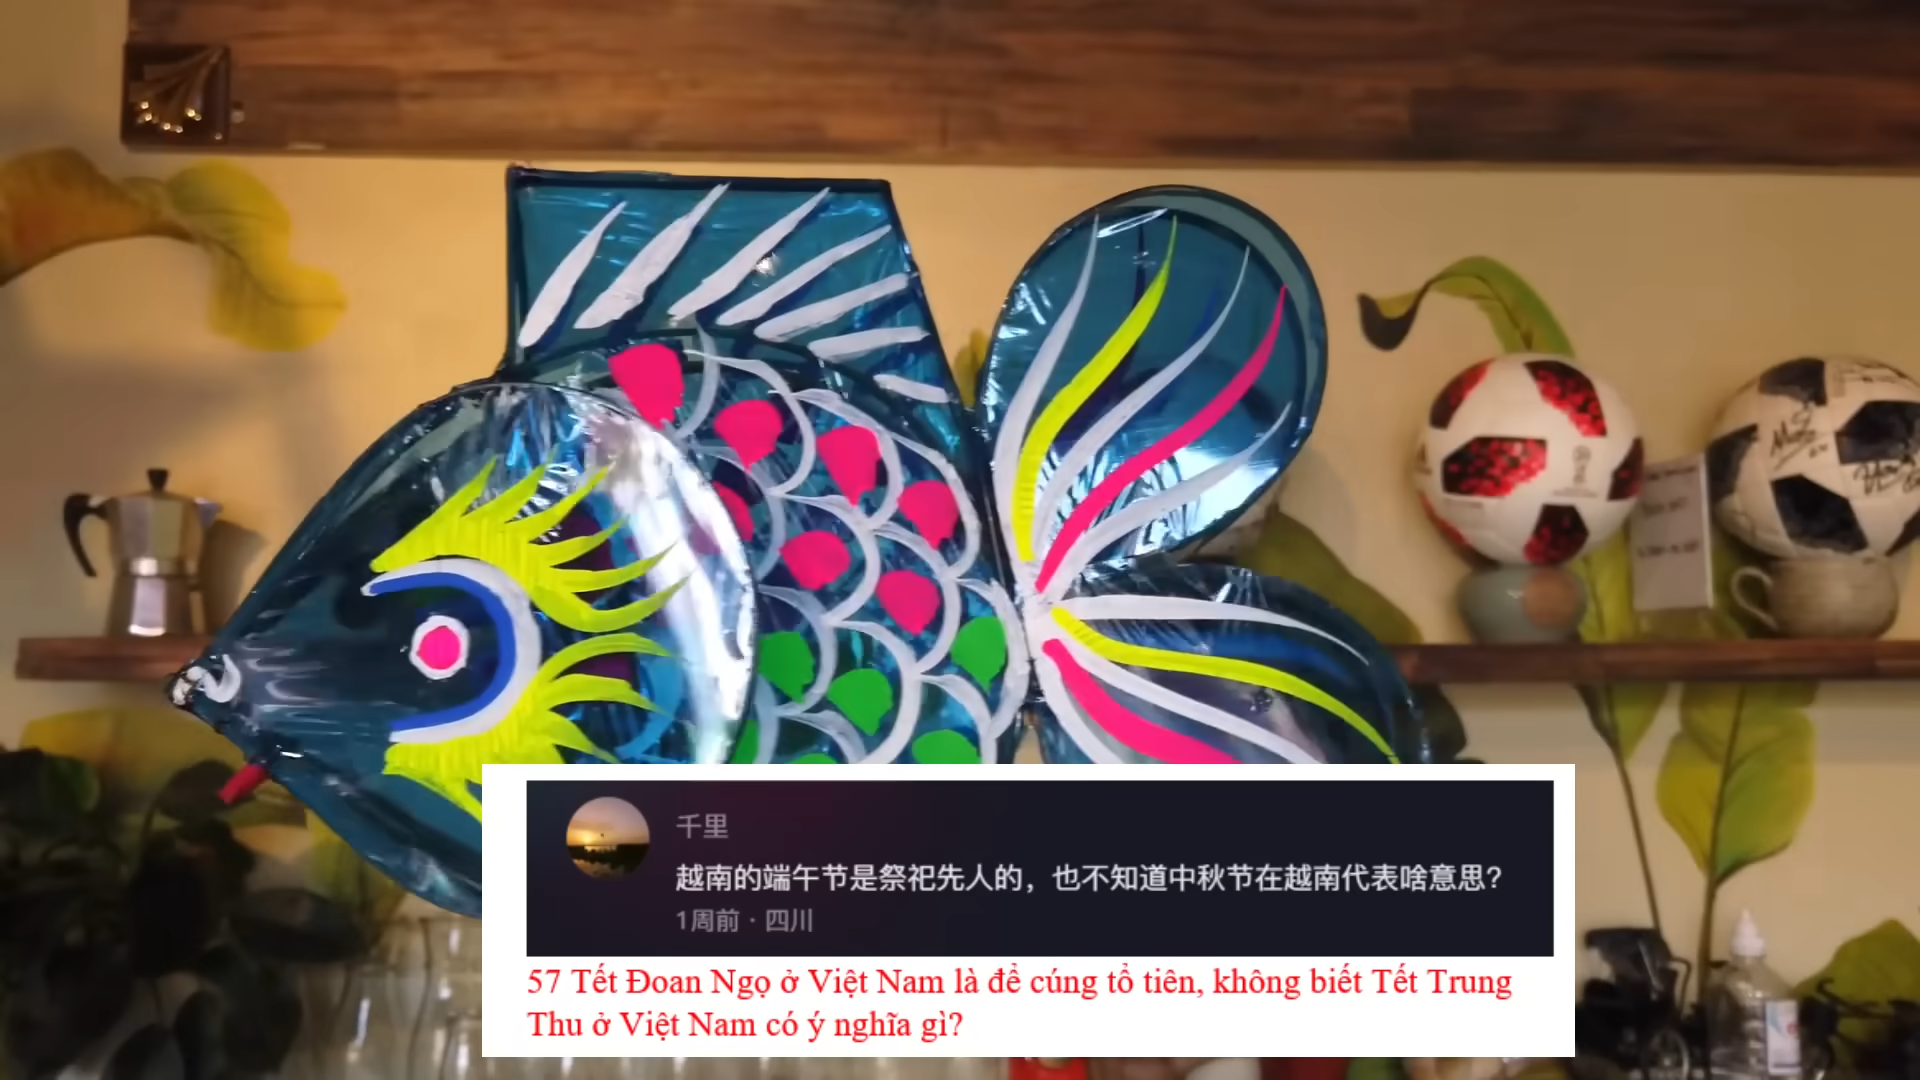 千里
越南的端午节是祭祀先人的，也不知道中秋节在越南代表啥意思？
1周前 · 四川
57 Tết Đoan Ngọ ở Việt Nam là để cúng tổ tiên, không biết Tết Trung
Thu ở Việt Nam có ý nghĩa gì?